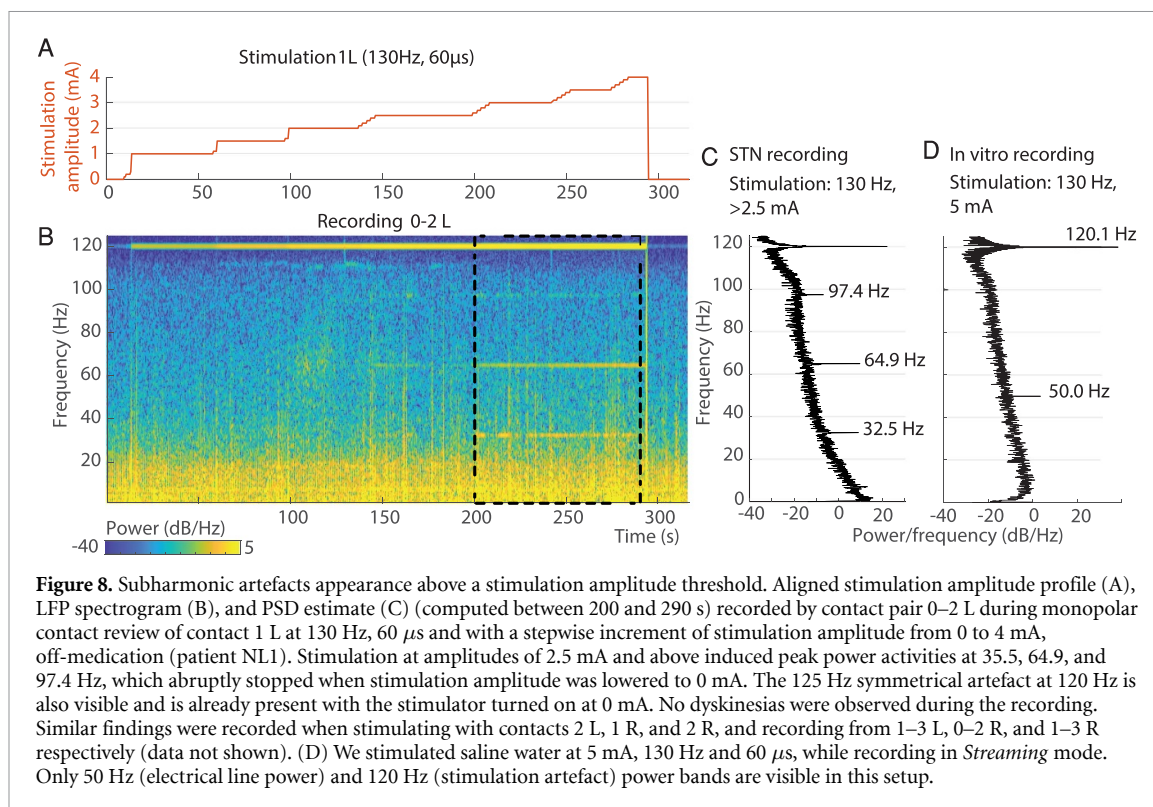 A
Stimulation 1L (130Hz, 60µs)
Stimulation
amplitude (mA)
4
3
2
1
0
0
50
100
150
200
250
300
Recording 0-2 L
B
Frequency (Hz)
120
100
80
60
40
20
100
150
200
250
300
Time (s)
Power (dB/Hz)
-40
5
C STN recording
Stimulation: 130 Hz,
>2.5 mA
Frequency (Hz)
120
100
80
60
40
20
0
97.4 Hz
64.9 Hz
32.5 Hz
-40
-20
0
20
D In vitro recording
Stimulation: 130 Hz,
5 mA
120.1 Hz
50.0 Hz
-40
-20
0
20
Power/frequency (dB/Hz)
Figure 8. Subharmonic artefacts appearance above a stimulation amplitude threshold. Aligned stimulation amplitude profile (A),
LFP spectrogram (B), and PSD estimate (C) (computed between 200 and 290 s) recorded by contact pair 0–2 L during monopolar
contact review of contact 1 L at 130 Hz, 60 µs and with a stepwise increment of stimulation amplitude from 0 to 4 mA,
off-medication (patient NL1). Stimulation at amplitudes of 2.5 mA and above induced peak power activities at 35.5, 64.9, and
97.4 Hz, which abruptly stopped when stimulation amplitude was lowered to 0 mA. The 125 Hz symmetrical artefact at 120 Hz is
also visible and is already present with the stimulator turned on at 0 mA. No dyskinesias were observed during the recording.
Similar findings were recorded when stimulating with contacts 2 L, 1 R, and 2 R, and recording from 1–3 L, 0–2 R, and 1–3 R
respectively (data not shown). (D) We stimulated saline water at 5 mA, 130 Hz and 60 µs, while recording in Streaming mode.
Only 50 Hz (electrical line power) and 120 Hz (stimulation artefact) power bands are visible in this setup.